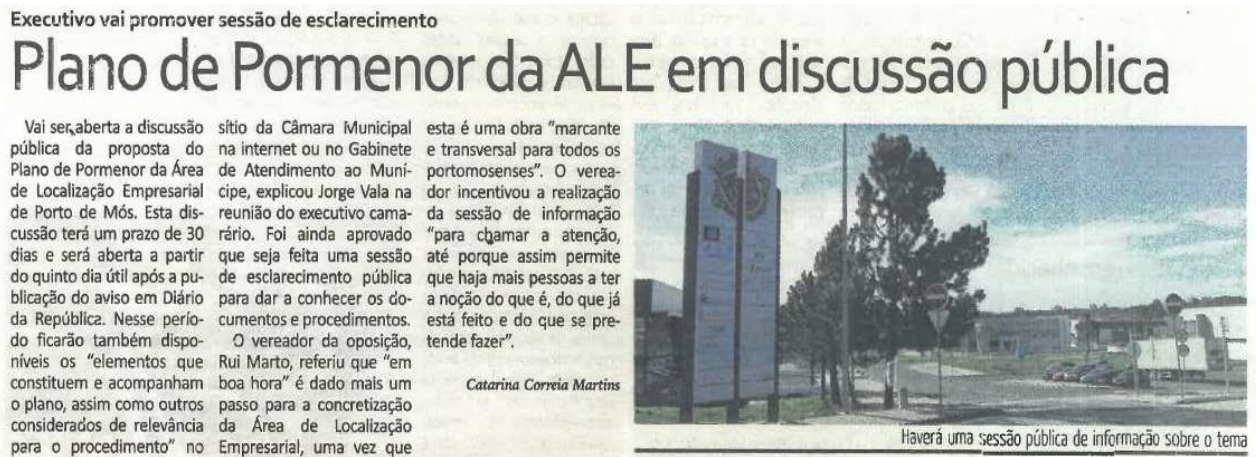 Executivo vai promover sessão de esclarecimento
Plano de Pormenor da ALE em discussão pública
Vai ser aberta a discussão
pública da proposta do
Plano de Pormenor da Área
de Localização Empresarial
de Porto de Mós. Esta dis-
cussão terá um prazo de 30
dias e será aberta a partir
do quinto dia útil após a pu-
blicação do aviso em Diário
da República. Nesse perío-
do ficarão também dispo-
níveis os "elementos que
constituem e acompanham
o plano, assim como outros
considerados de relevância
para o procedimento" no
sítio da Câmara Municipal
na internet ou no Gabinete
de Atendimento ao Muní-
cipe, explicou Jorge Vala na
reunião do executivo cama-
rário. Foi ainda aprovado
que seja feita uma sessão
de esclarecimento pública
para dar a conhecer os do-
cumentos e procedimentos.
O vereador da oposição,
Rui Marto, referiu que "em
boa hora" é dado mais um
passo para a concretização
da Área de Localização
Empresarial, uma vez que
esta é uma obra "marcante
e transversal para todos os
portomosenses". O verea-
dor incentivou a realização
da sessão de informação
"para chamar a atenção,
até porque assim permite
que haja mais pessoas a ter
a noção do que é, do que já
está feito e do que se pre-
tende fazer".
Catarina Correia Martins
Haverá uma sessão pública de informação sobre o tema